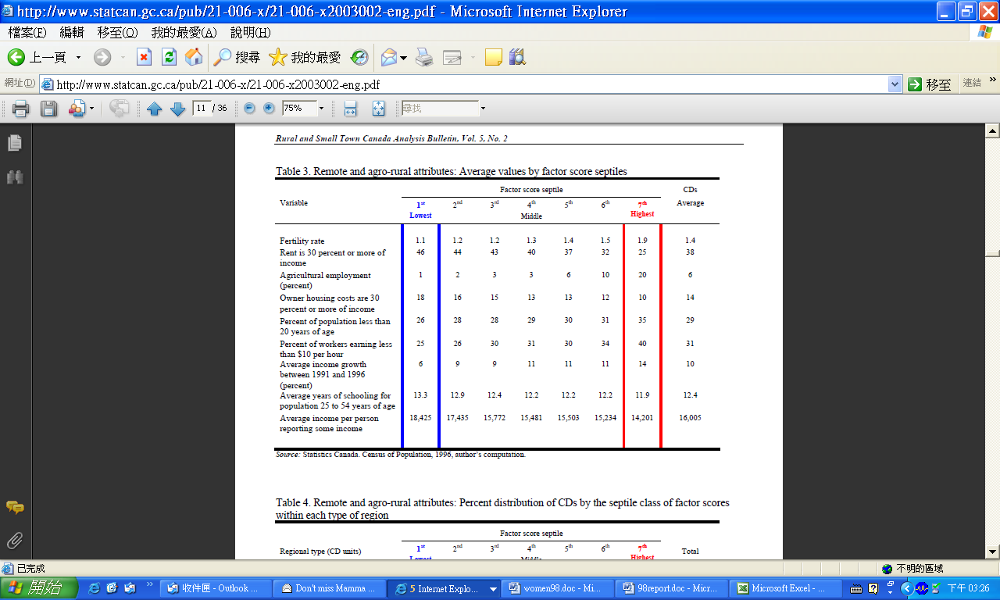 http://www.statcan.gc.ca/pub/21-006-x/21-006-x2003002-eng.pdf - Microsoft Internet Explorer
檔案(F) 編輯 移至(O) 我的最愛(A) 說明(H)
上一頁 搜尋 我的最愛
網址(D) http://www.statcan.gc.ca/pub/21-006-x/21-006-x2003002-eng.pdf 移至 連結 »
11 / 36 75% 尋找
Rural and Small Town Canada Analysis Bulletin, Vol. 5, No. 2
Table 3. Remote and agro-rural attributes: Average values by factor score septiles
Factor score septile CDs
Variable 1st 2nd 3rd 4th 5th 6th 7th Average
Lowest Middle Highest
Fertility rate 1.1 1.2 1.2 1.3 1.4 1.5 1.9 1.4
Rent is 30 percent or more of 46 44 43 40 37 32 25 38
income
Agricultural employment 1 2 3 3 6 10 20 6
(percent)
Owner housing costs are 30 18 16 15 13 13 12 10 14
percent or more of income
Percent of population less than 26 28 28 29 30 31 35 29
20 years of age
Percent of workers earning less 25 26 30 31 30 34 40 31
than $10 per hour
Average income growth 6 9 9 11 11 11 14 10
between 1991 and 1996
(percent)
Average years of schooling for 13.3 12.9 12.4 12.2 12.2 12.2 11.9 12.4
population 25 to 54 years of age
Average income per person 18,425 17,435 15,772 15,481 15,503 15,234 14,201 16,005
reporting some income
Source: Statistics Canada. Census of Population, 1996, author's computation.
Table 4. Remote and agro-rural attributes: Percent distribution of CDs by the septile class of factor scores
within each type of region
Factor score septile
Regional type (CD units) 1st 2nd 3rd 4th 5th 6th 7th Total
Lowest Middle Highest
已完成 不明的區域
開始 » 收件匣 - Outlook ... Don't miss Mamma ... 5 Internet Explo... women98.doc - Mi... 98report.doc - Micr... Microsoft Excel - ... 下午 03:26